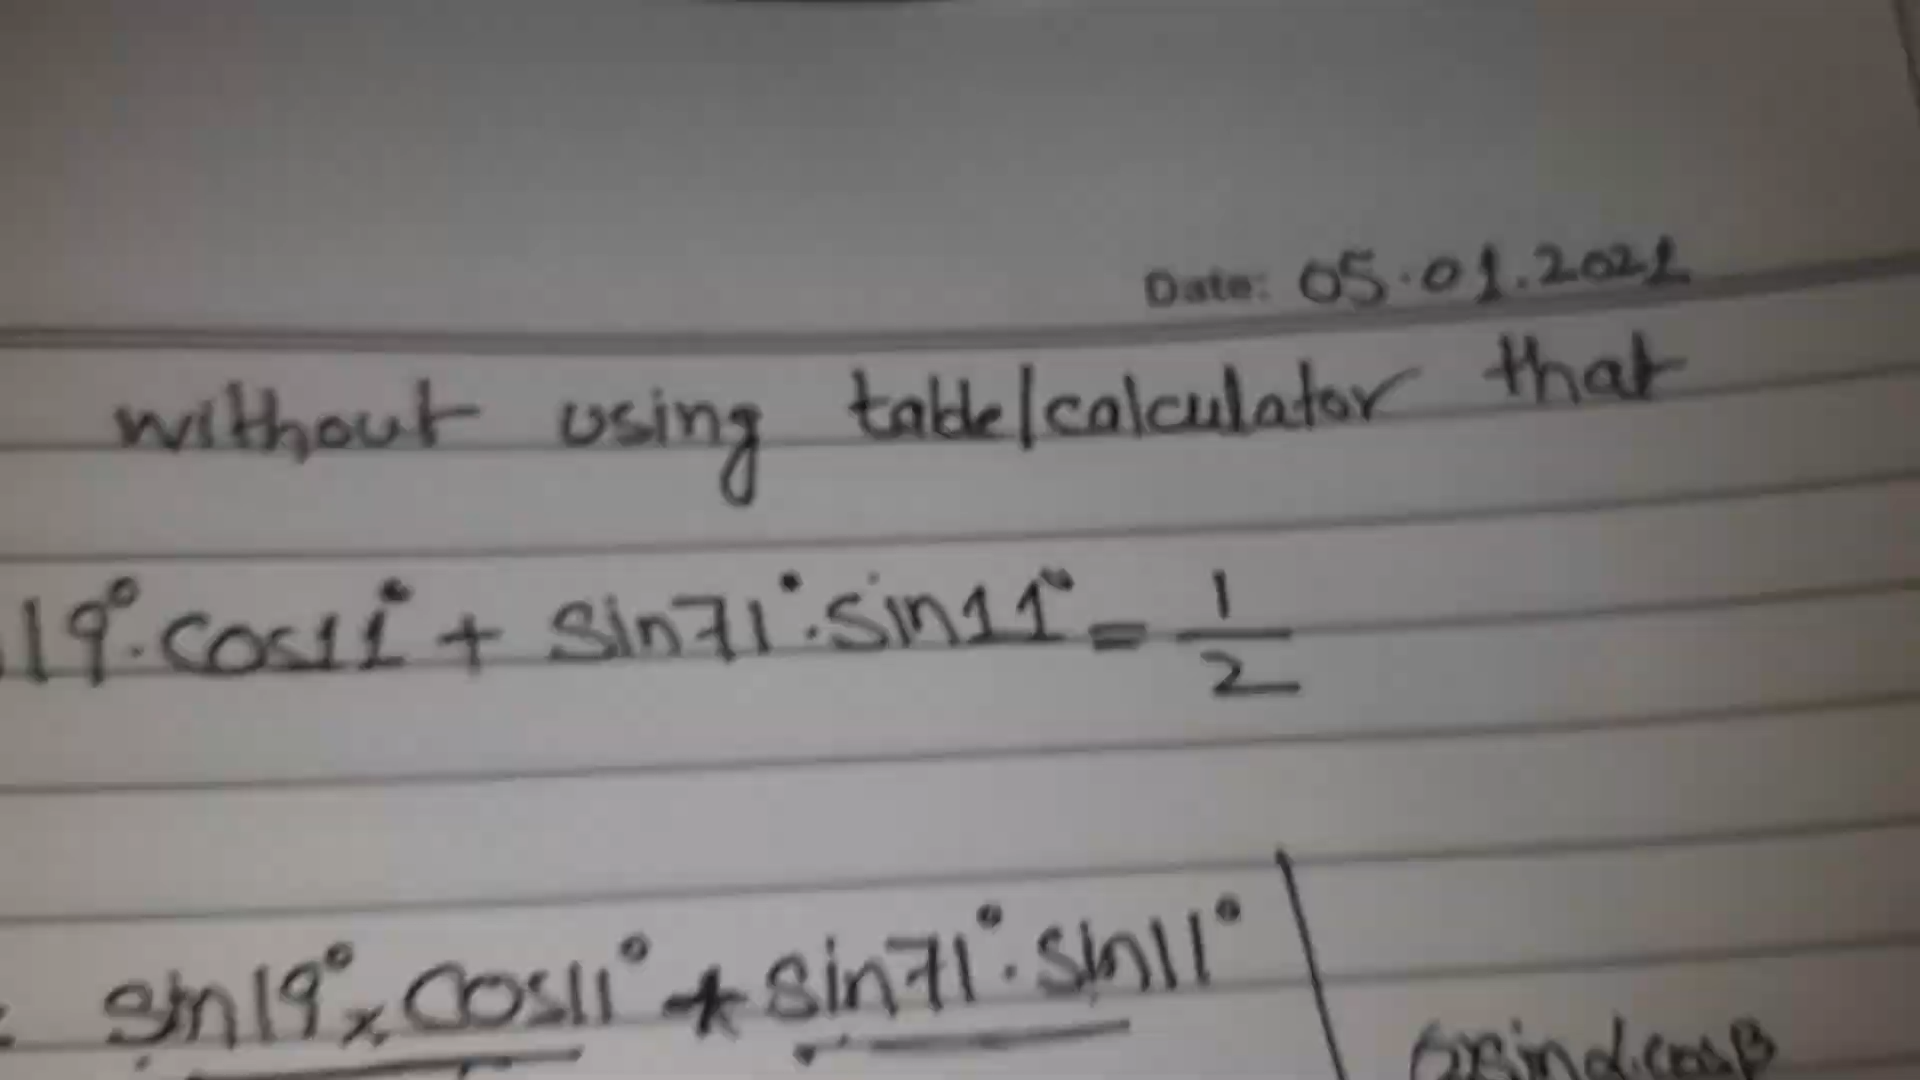 Date: 05.01.2021
without using table/calculator that
19°.cos11° + sin71°.sin11° = 1/2
sin19° x cos11° + sin71°.sin11°